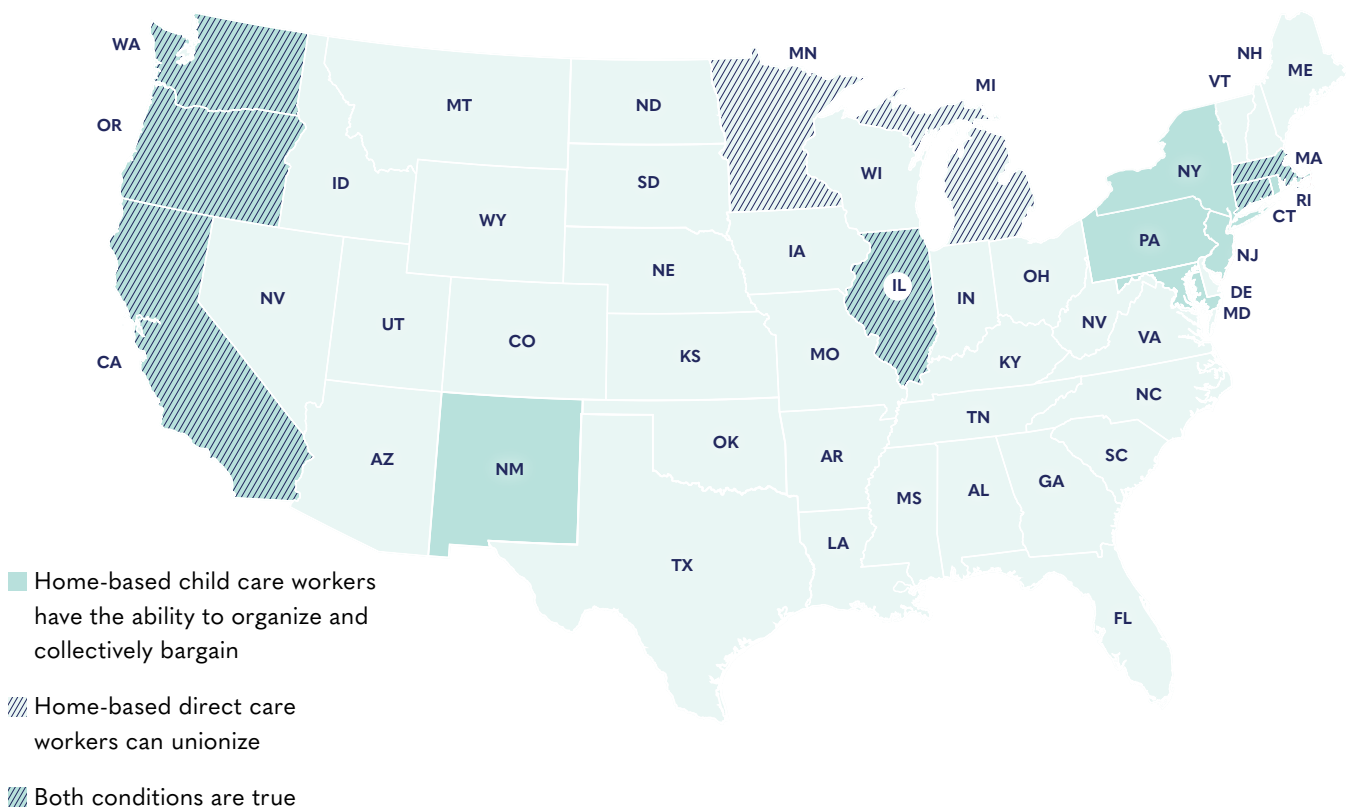 WA
OR
CA
MT
ID
WY
NV
UT
AZ
CO
NM
ND
SD
NE
KS
OK
TX
MN
IA
MO
AR
LA
WI
MI
IL
IN
OH
KY
TN
MS
AL
GA
FL
SC
NC
VA
NV
PA
NY
VT
NH
ME
MA
RI
CT
NJ
DE
MD
Home-based child care workers
have the ability to organize and
collectively bargain
Home-based direct care
workers can unionize
Both conditions are true